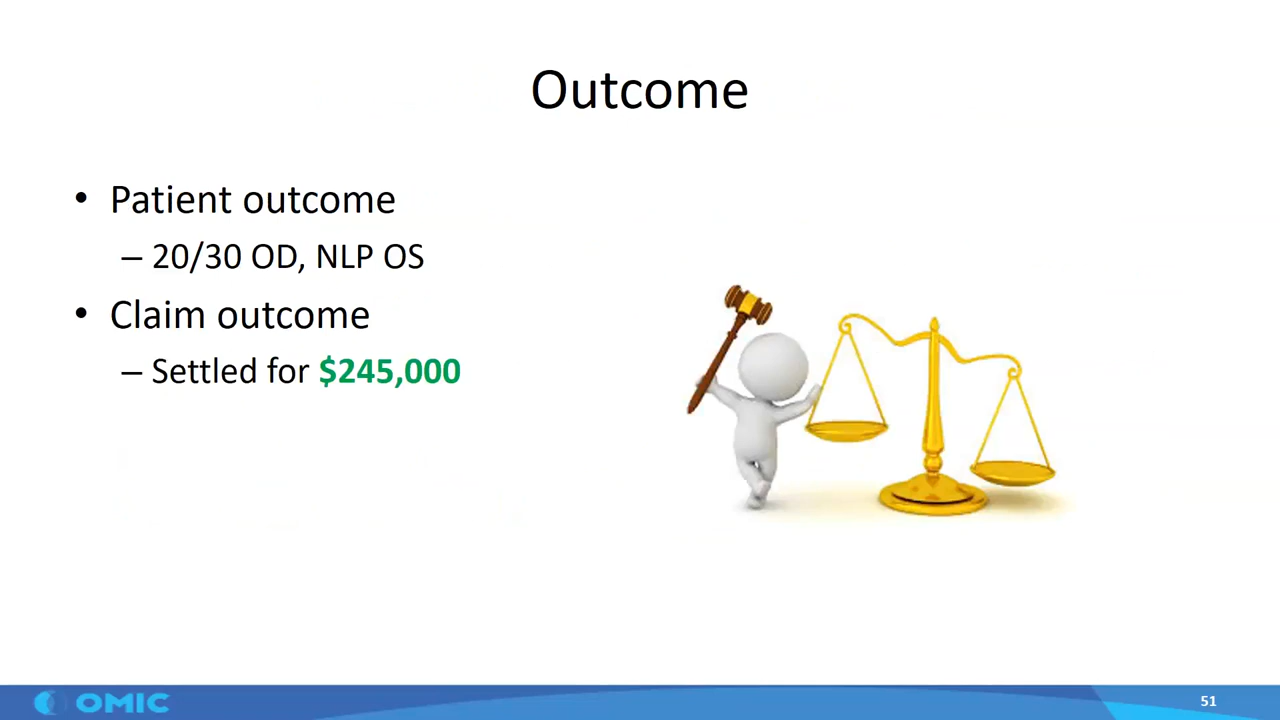 Outcome
• Patient outcome
– 20/30 OD, NLP OS
• Claim outcome
– Settled for $245,000
OMIC
51